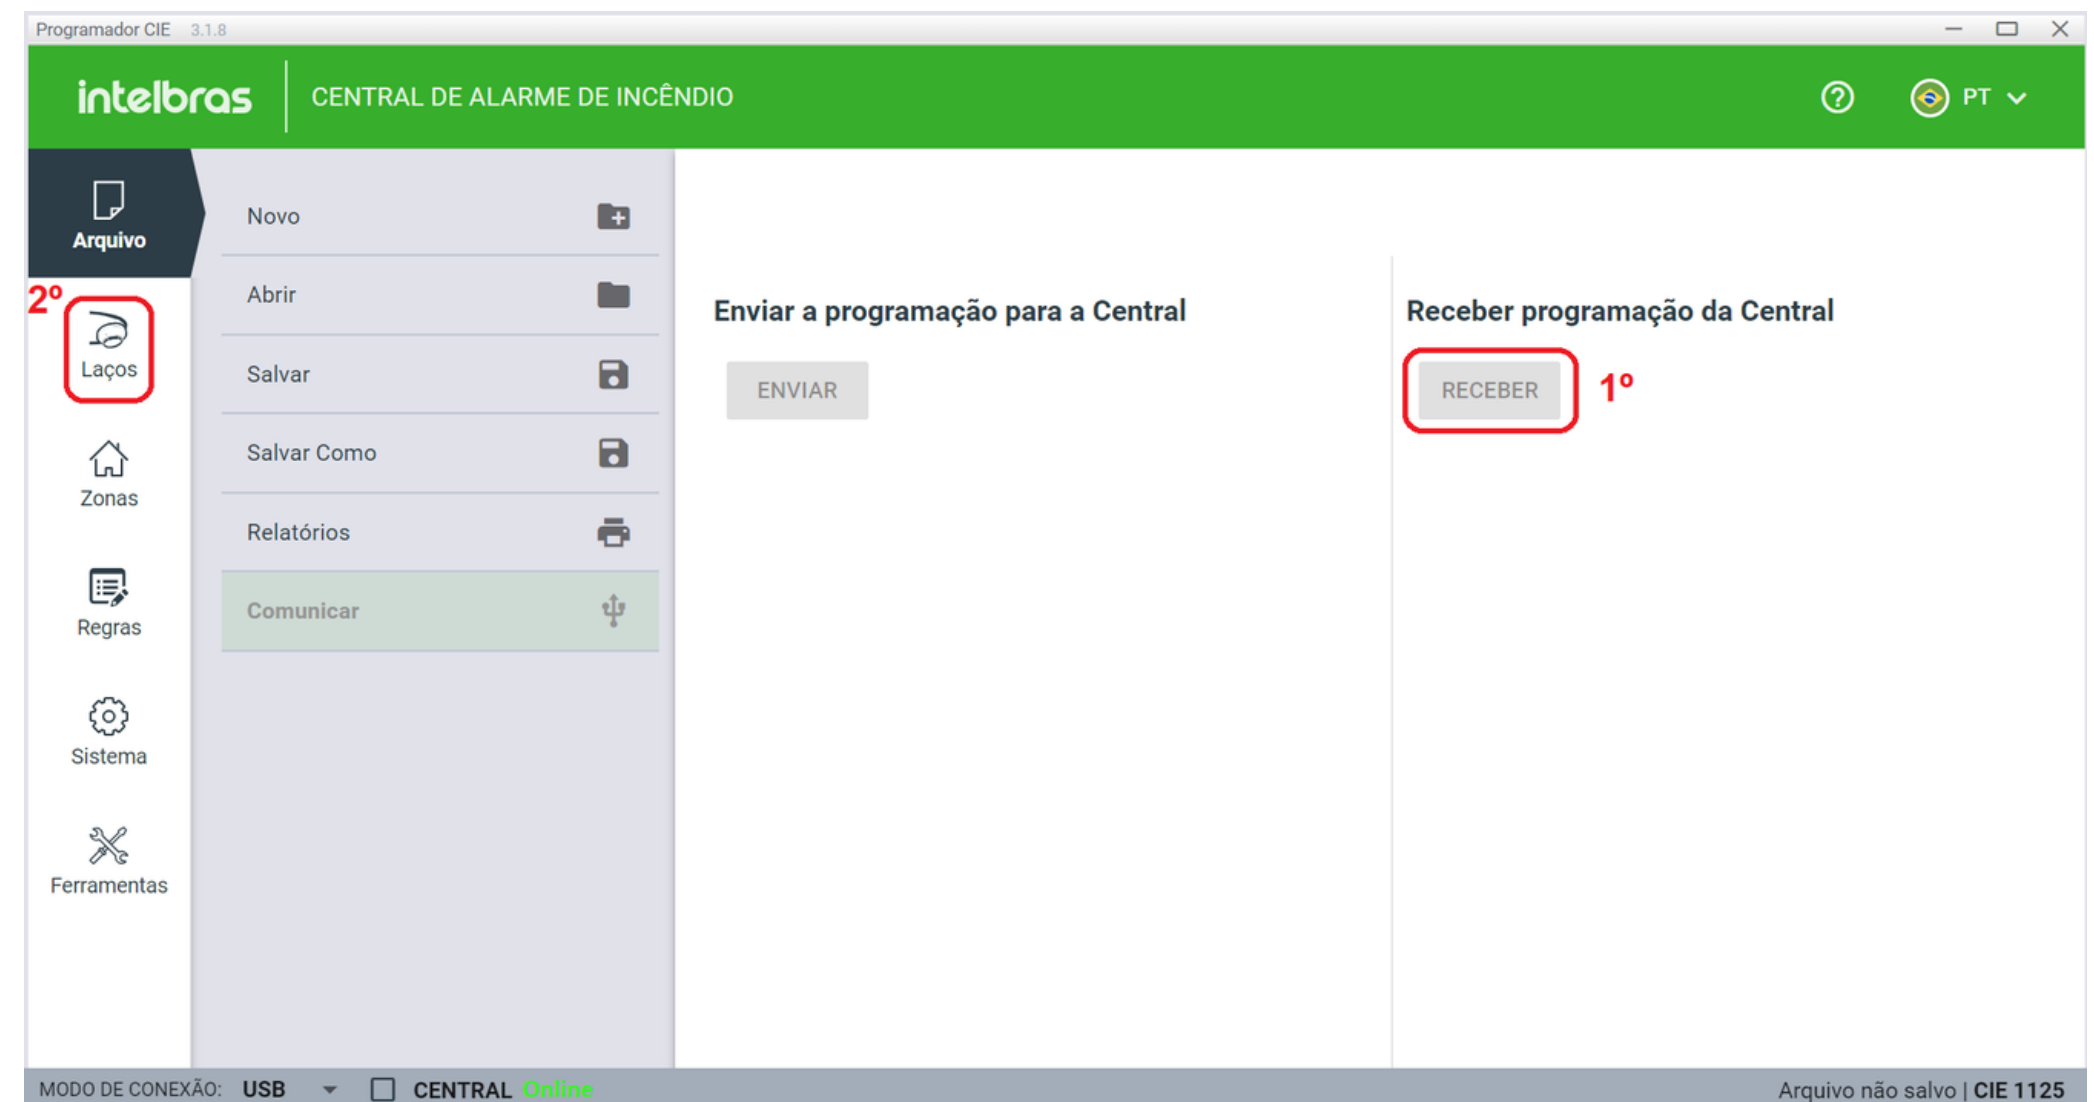 Programador CIE 3.1.8
intelbras CENTRAL DE ALARME DE INCÊNDIO PT
Arquivo
2º
Laços
Zonas
Regras
Sistema
Ferramentas
Novo
Abrir
Salvar
Salvar Como
Relatórios
Comunicar
Enviar a programação para a Central
ENVIAR
Receber programação da Central
RECEBER 1º
MODO DE CONEXÃO: USB CENTRAL Online Arquivo não salvo | CIE 1125